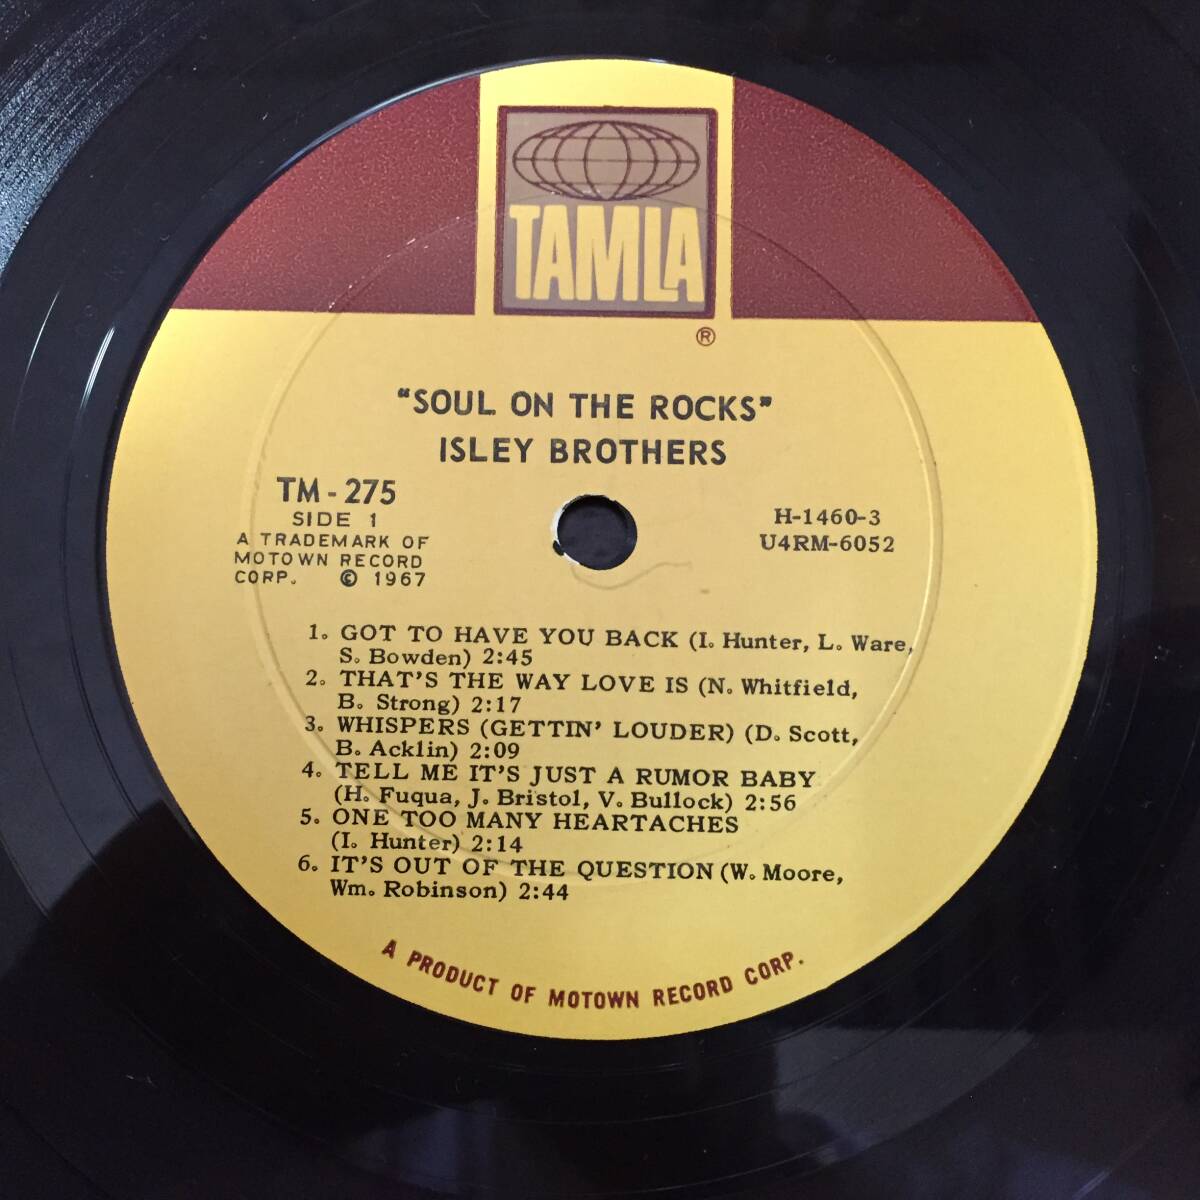 TAMLA
®
"SOUL ON THE ROCKS"
ISLEY BROTHERS
TM-275
SIDE 1
A TRADEMARK OF
MOTOWN RECORD
CORP. © 1967
H-1460-3
U4RM-6052
1. GOT TO HAVE YOU BACK (I. Hunter, L. Ware,
S. Bowden) 2:45
2. THAT'S THE WAY LOVE IS (N. Whitfield,
B. Strong) 2:17
3. WHISPERS (GETTIN' LOUDER) (D. Scott,
B. Acklin) 2:09
4. TELL ME IT'S JUST A RUMOR BABY
(H. Fuqua, J. Bristol, V. Bullock) 2:56
5. ONE TOO MANY HEARTACHES
(I. Hunter) 2:14
6. IT'S OUT OF THE QUESTION (W. Moore,
Wm. Robinson) 2:44
A PRODUCT OF MOTOWN RECORD CORP.